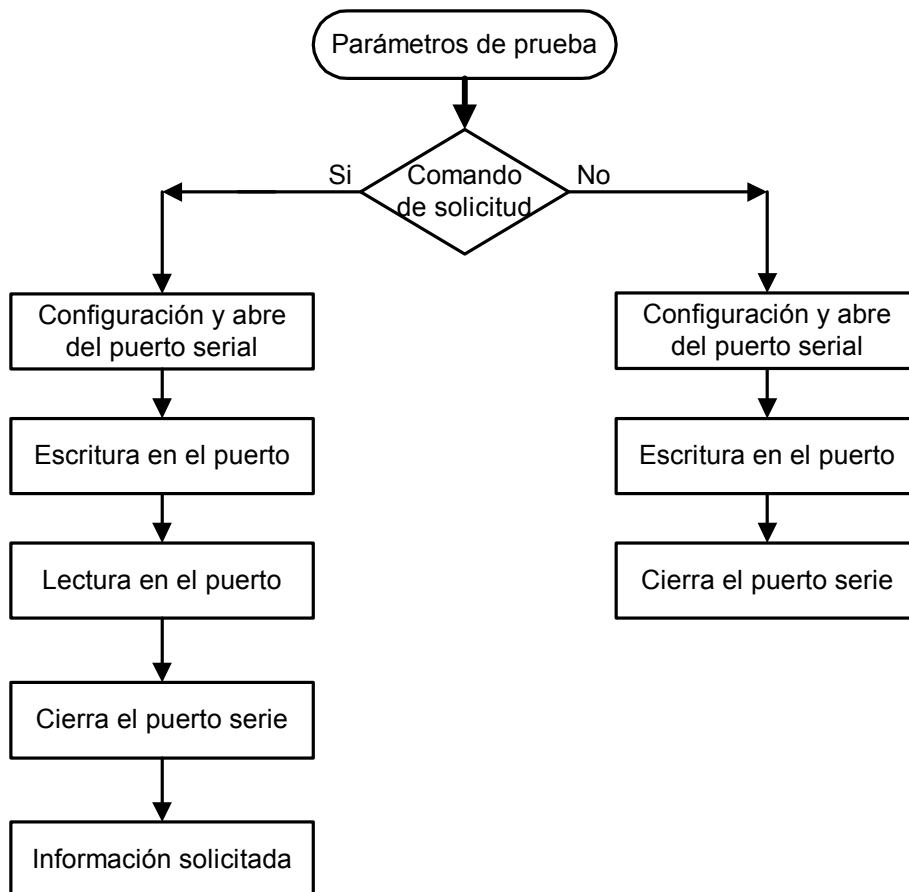 Parámetros de prueba
Si
Comando
de solicitud
No
Configuración y abre
del puerto serial
Escritura en el puerto
Lectura en el puerto
Cierra el puerto serie
Información solicitada
Configuración y abre
del puerto serial
Escritura en el puerto
Cierra el puerto serie